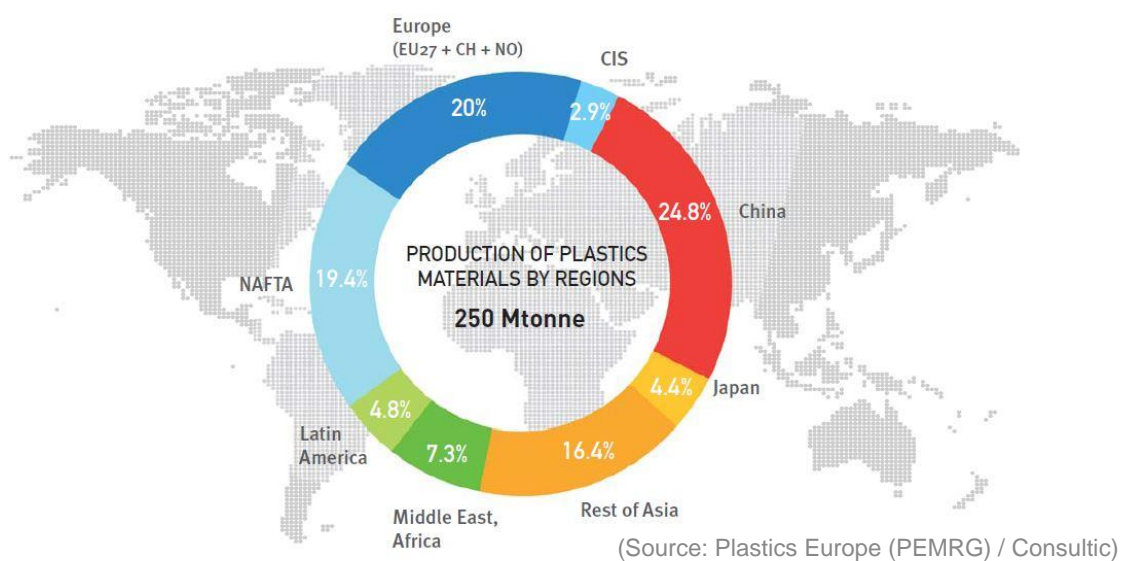 Europe
(EU27 + CH + NO)
CIS
20%
2.9%
24.8%
China
PRODUCTION OF PLASTICS
MATERIALS BY REGIONS
250 Mtonne
NAFTA
19.4%
Japan
4.4%
4.8%
Latin
America
7.3%
16.4%
Rest of Asia
Middle East,
Africa
(Source: Plastics Europe (PEMRG) / Consultic)